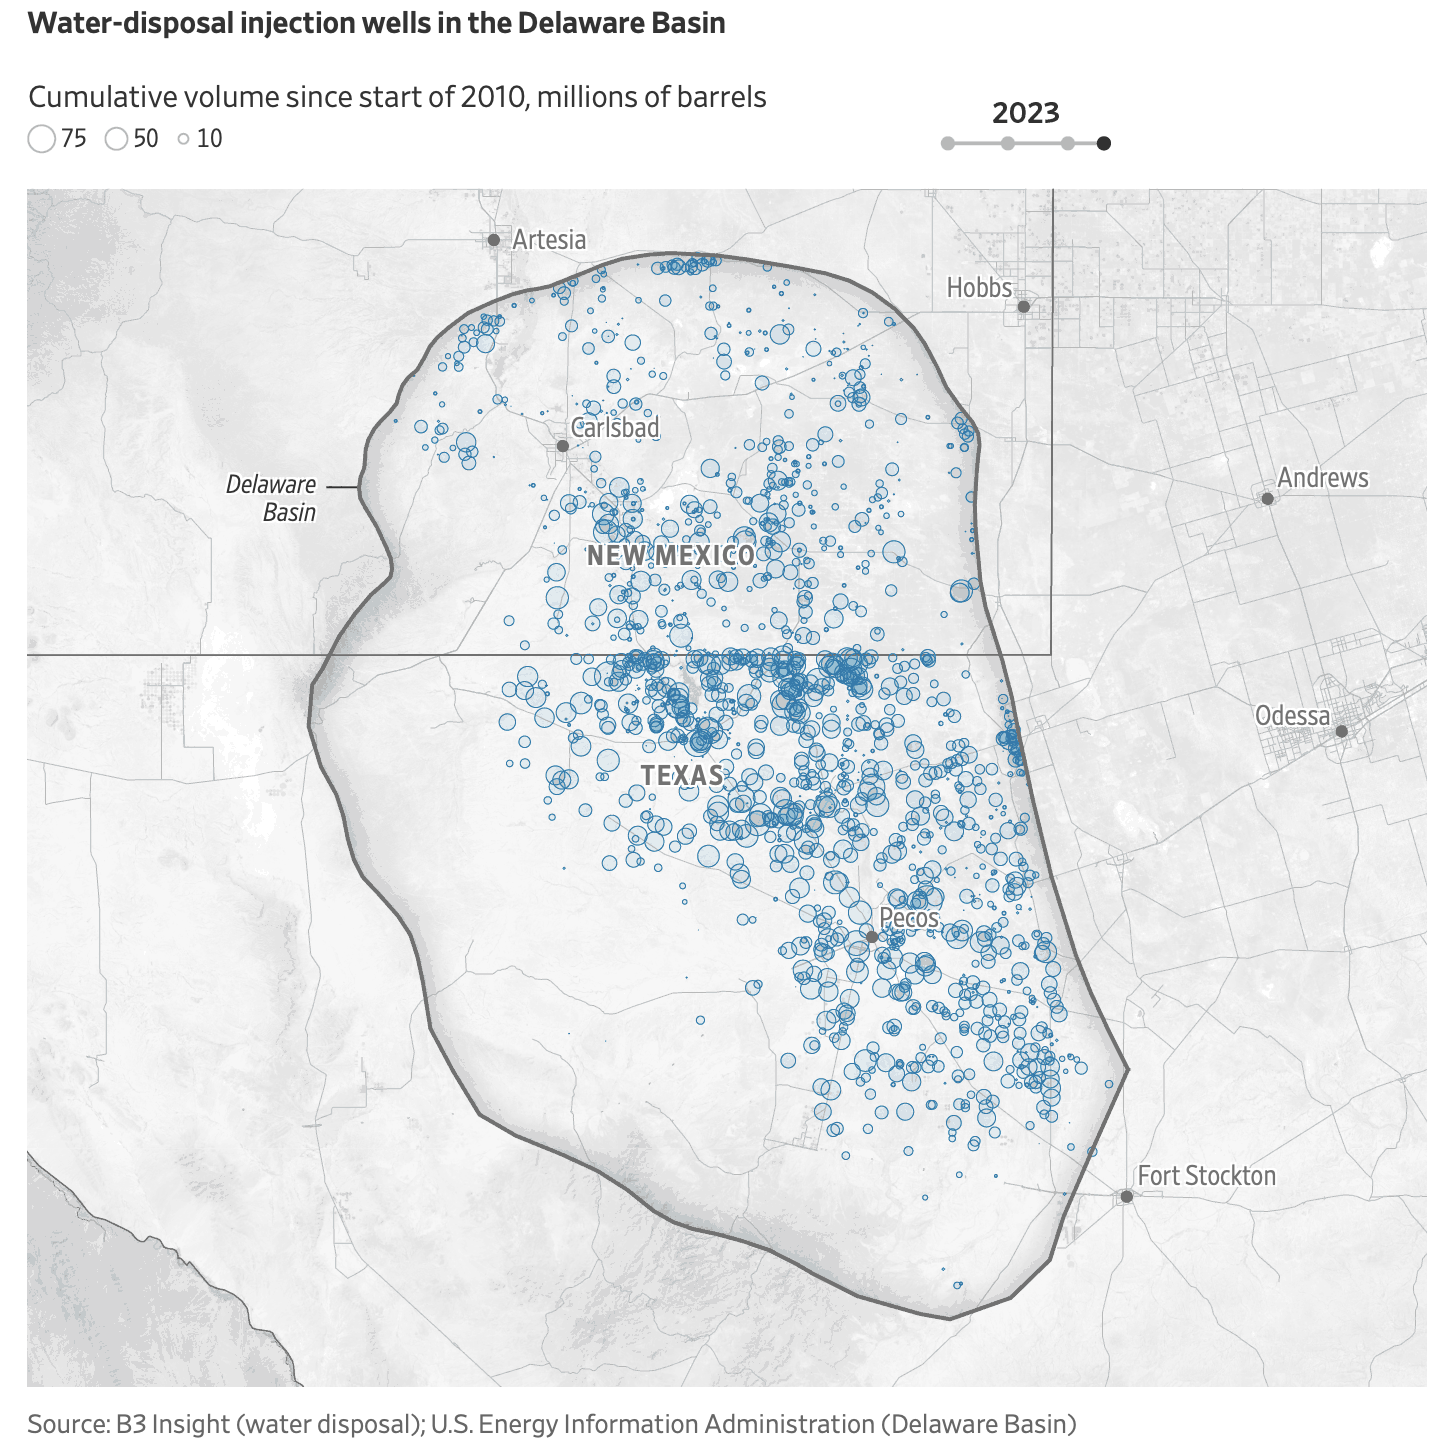 Water-disposal injection wells in the Delaware Basin
Cumulative volume since start of 2010, millions of barrels
75 50 10
2023
Artesia
Hobbs
Carlsbad
Andrews
Delaware
Basin
NEW MEXICO
Odessa
TEXAS
Pecos
Fort Stockton
Source: B3 Insight (water disposal); U.S. Energy Information Administration (Delaware Basin)